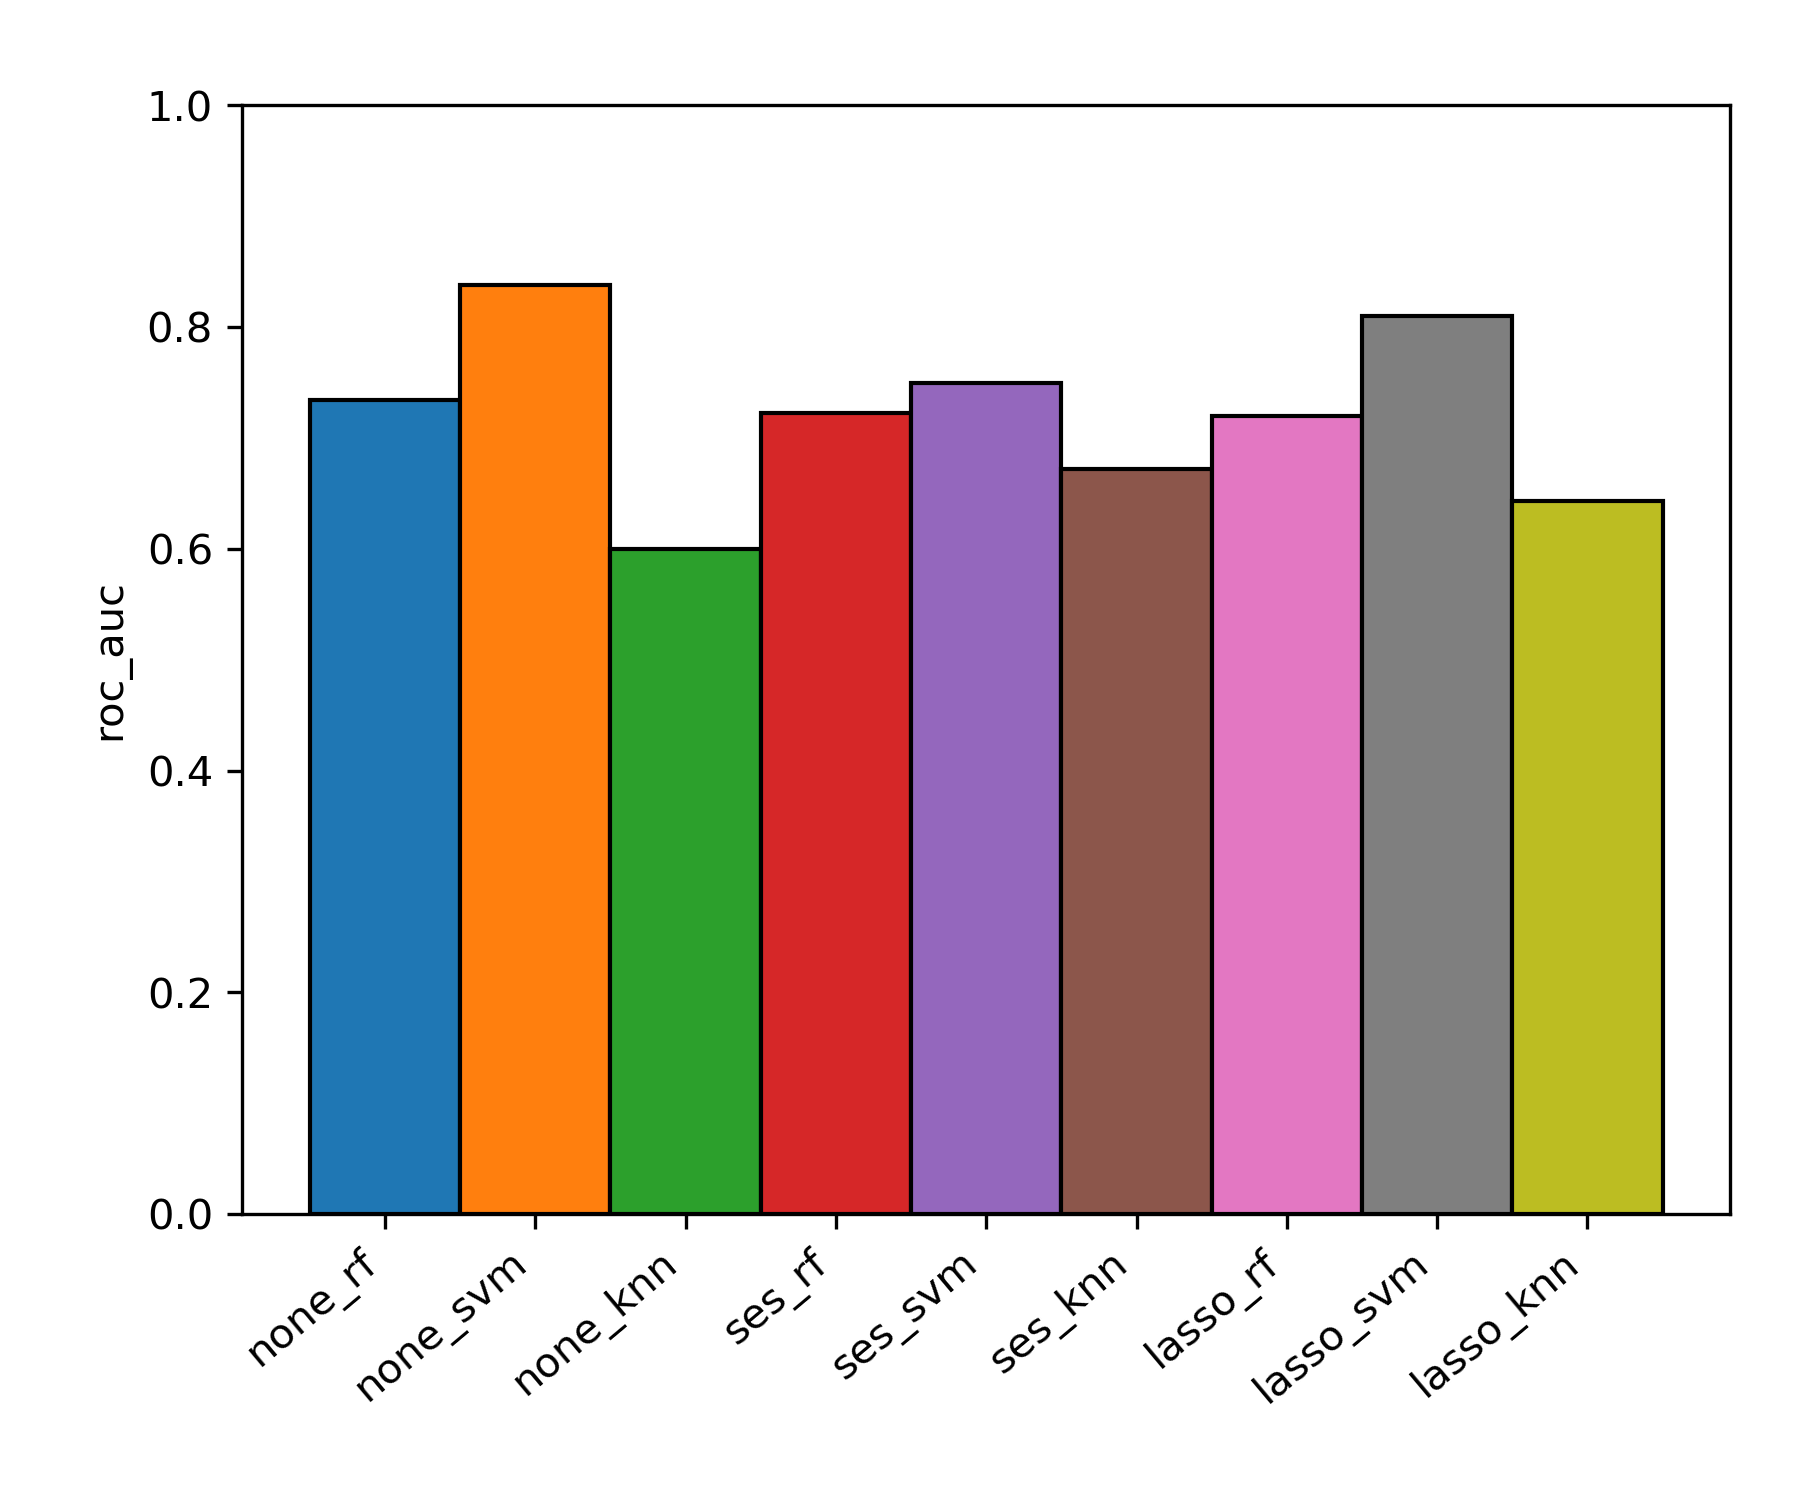 1.0
0.8
0.6
0.4
0.2
0.0
roc_auc
none_rf
none_svm
none_knn
ses_rf
ses_svm
ses_knn
lasso_rf
lasso_svm
lasso_knn